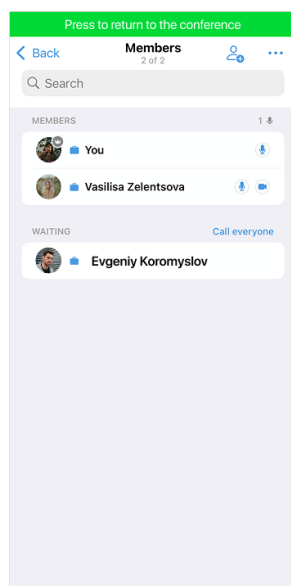 Press to return to the conference
Back
Members
2 of 2
Search
MEMBERS 1
You
Vasilisa Zelentsova
WAITING Call everyone
Evgeniy Koromyslov